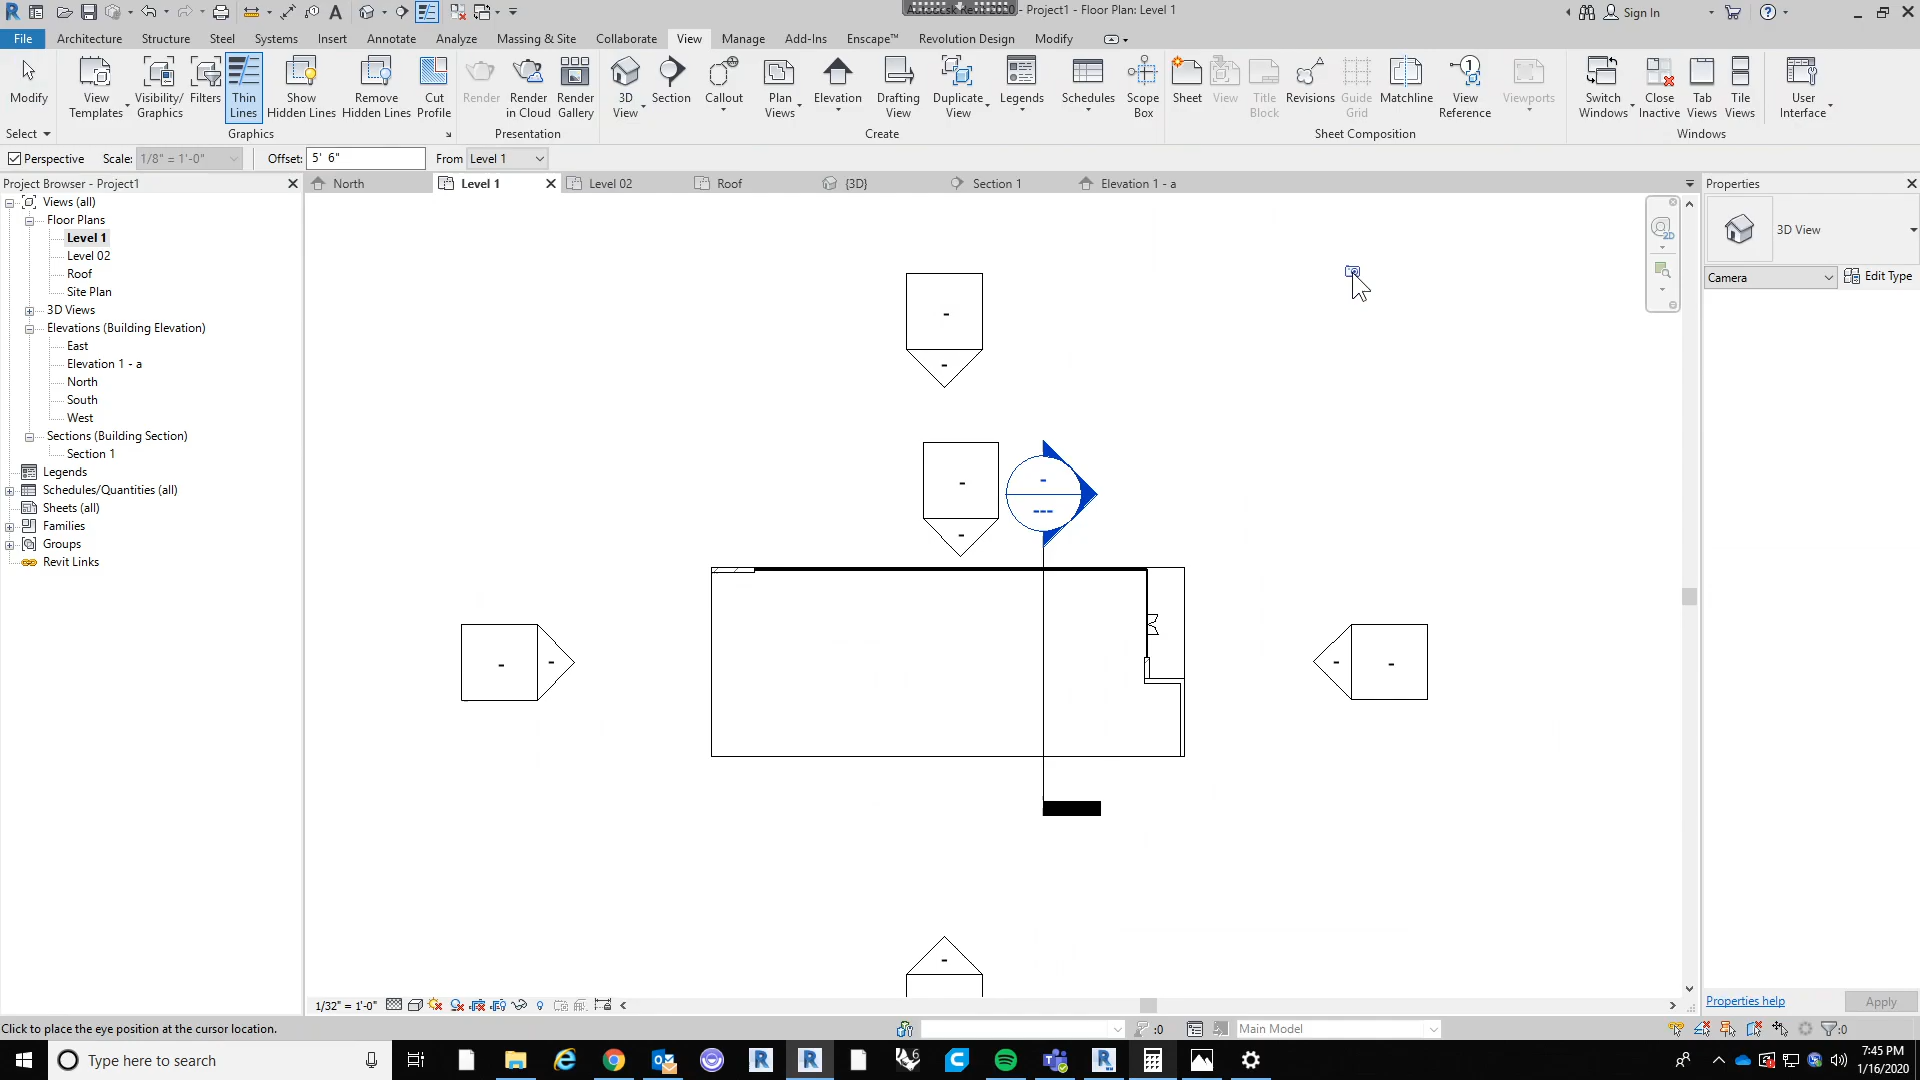 Autodesk Revit 2020 - Project1 - Floor Plan: Level 1
Sign In
File Architecture Structure Steel Systems Insert Annotate Analyze Massing & Site Collaborate View Manage Add-Ins Enscape™ Revolution Design Modify
Modify
View Templates
Visibility/ Graphics
Filters
Thin Lines
Show Hidden Lines
Remove Hidden Lines
Cut Profile
Render
Render in Cloud
Render Gallery
3D View
Section
Callout
Plan Views
Elevation
Drafting View
Duplicate View
Legends
Schedules
Scope Box
Sheet
View
Title Block
Revisions
Guide Grid
Matchline
View Reference
Viewports
Switch Windows
Close Inactive
Tab Views
Tile Views
User Interface
Select Graphics Presentation Create Sheet Composition Windows
Perspective Scale: 1/8" = 1'-0" Offset: 5' 6" From Level 1
Project Browser - Project1
North Level 1 Level 02 Roof {3D} Section 1 Elevation 1 - a
Properties
Views (all)
Floor Plans
Level 1
Level 02
Roof
Site Plan
3D Views
Elevations (Building Elevation)
East
Elevation 1 - a
North
South
West
Sections (Building Section)
Section 1
Legends
Schedules/Quantities (all)
Sheets (all)
Families
Groups
Revit Links
3D View
Camera Edit Type
2D
-
-
-
-
-
---
- -
- -
-
1/32" = 1'-0"
Properties help Apply
Click to place the eye position at the cursor location.
:0 Main Model :0
Type here to search
7:45 PM
1/16/2020